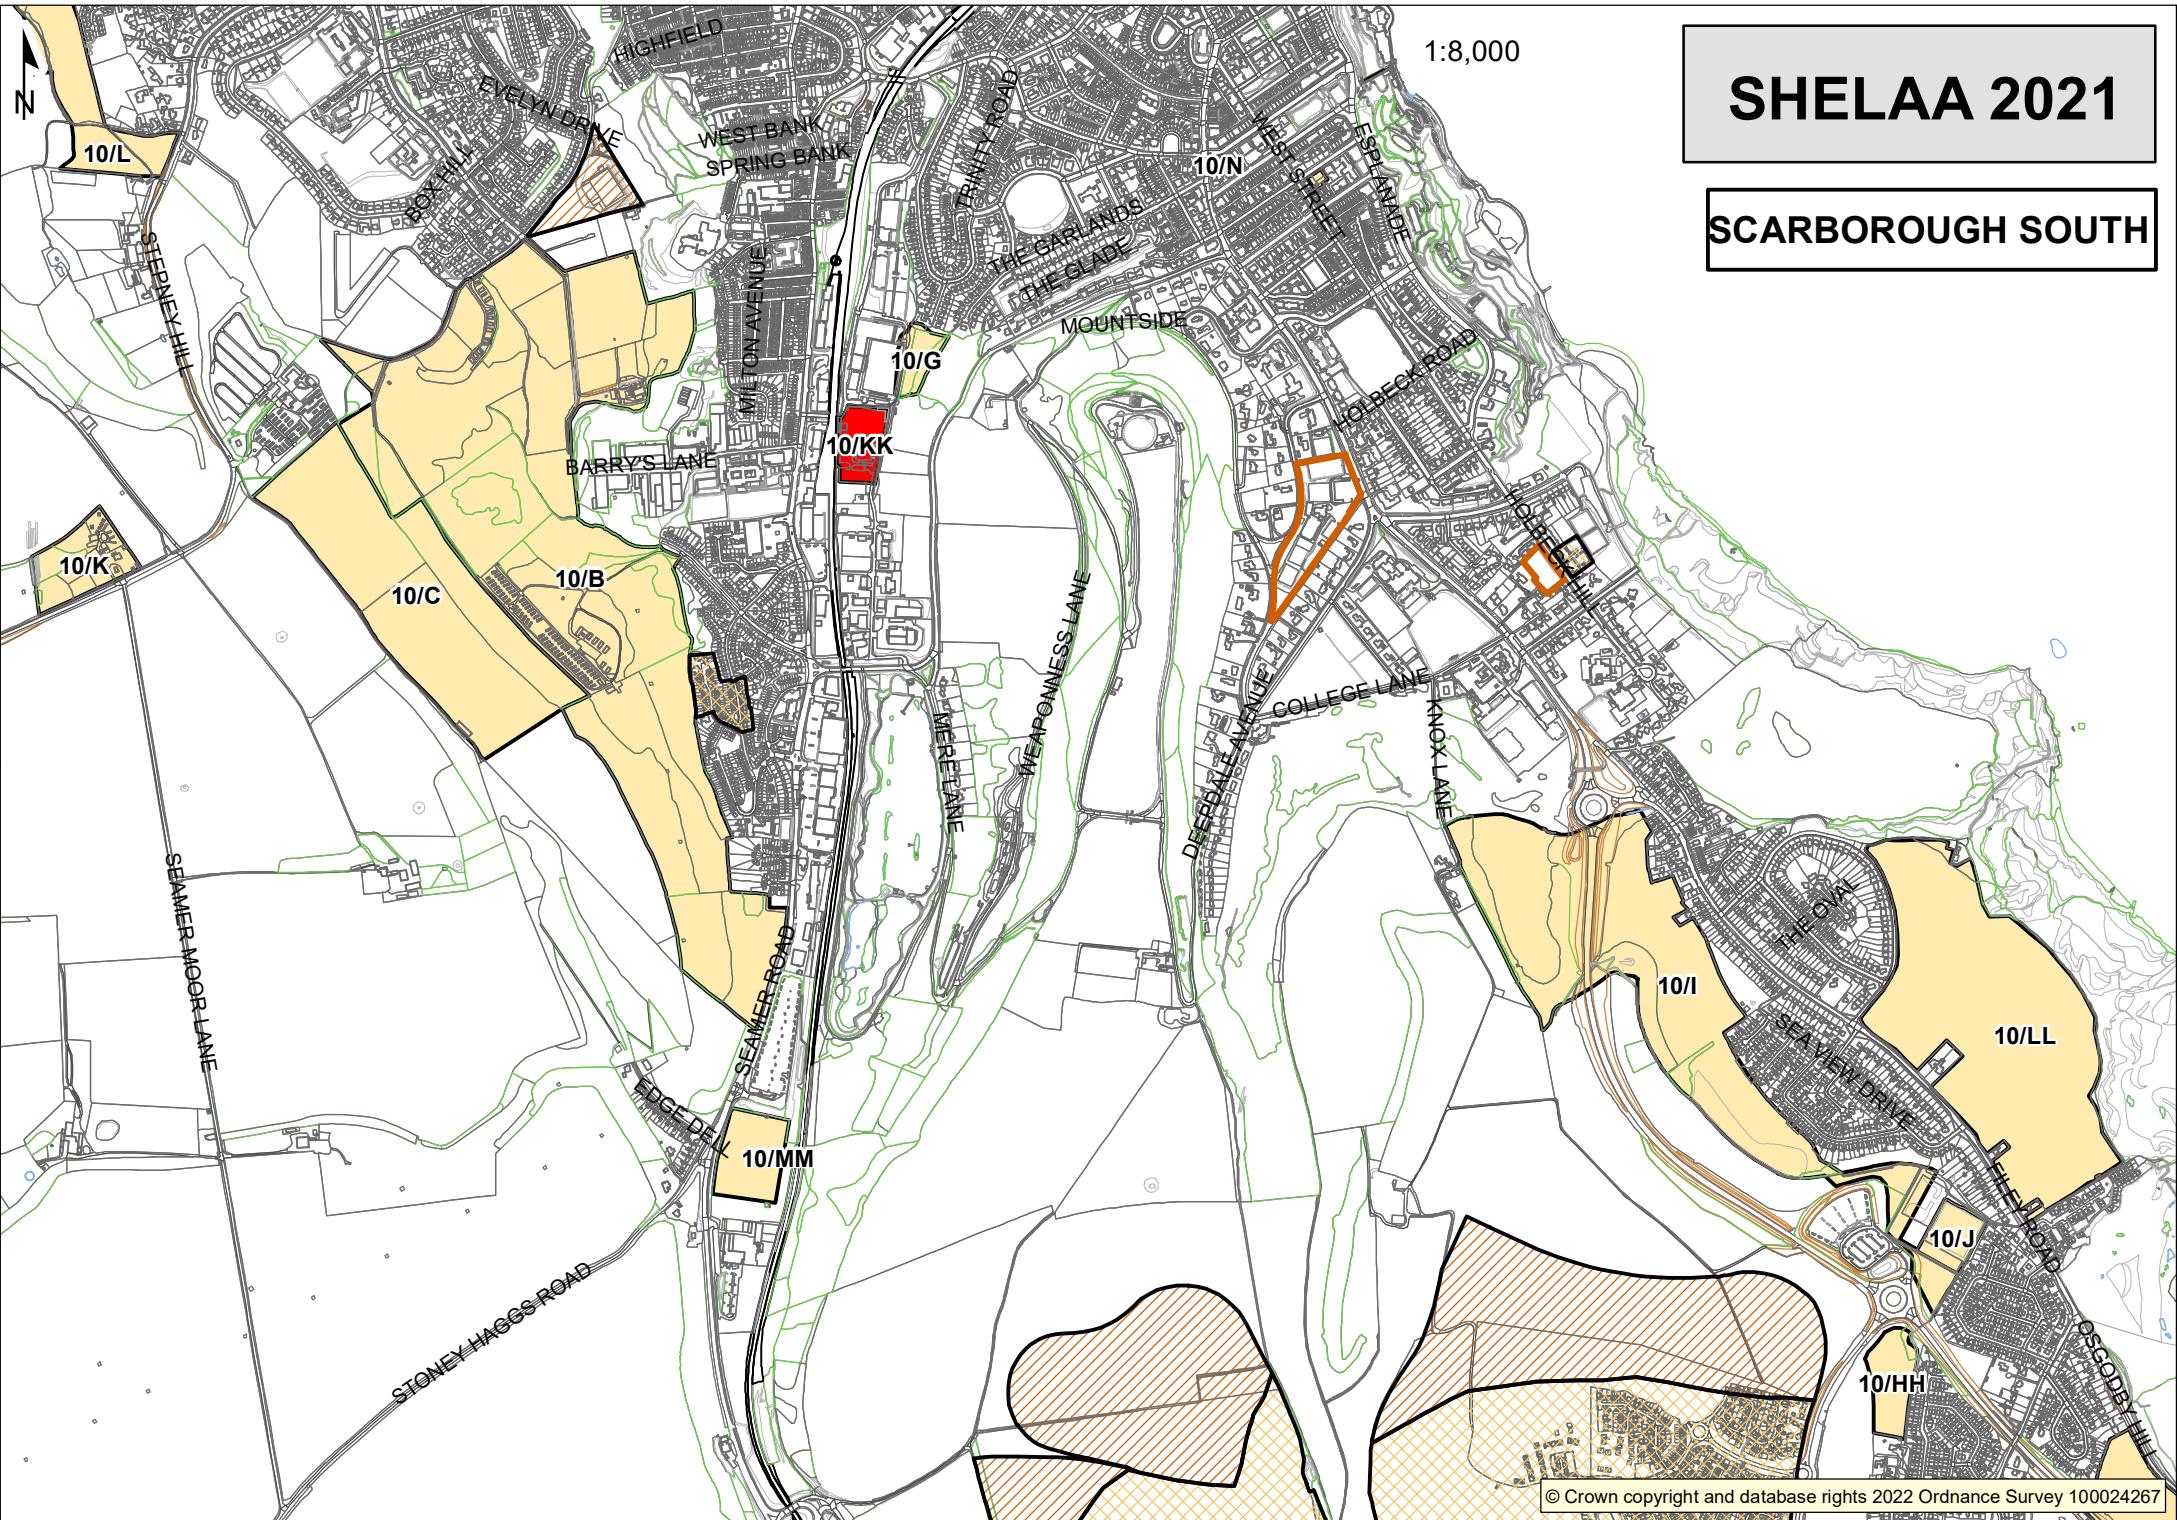 1:8,000
SHELAA 2021
SCARBOROUGH SOUTH
N
HIGHFIELD
EVELYN DRIVE
WEST BANK
SPRING BANK
TRINITY ROAD
WEST STREET
ESPLANADE
10/L
10/N
BOX HILL
STEPNEY HILL
THE GARLANDS
THE GLADE
MILTON AVENUE
MOUNTSIDE
10/G
HOLBECK ROAD
10/KK
BARRY'S LANE
HOLBECK HILL
10/K
10/C
10/B
WEAPONNESS LANE
COLLEGE LANE
KNOX LANE
MERE LANE
DEEPDALE AVENUE
SEAMER MOOR LANE
THE OVAL
SEAMER ROAD
10/I
SEA VIEW DRIVE
10/LL
EDGE DELL
10/MM
FILEY ROAD
10/J
STONEY HAGGS ROAD
10/HH
OSGODBY HILL
© Crown copyright and database rights 2022 Ordnance Survey 100024267